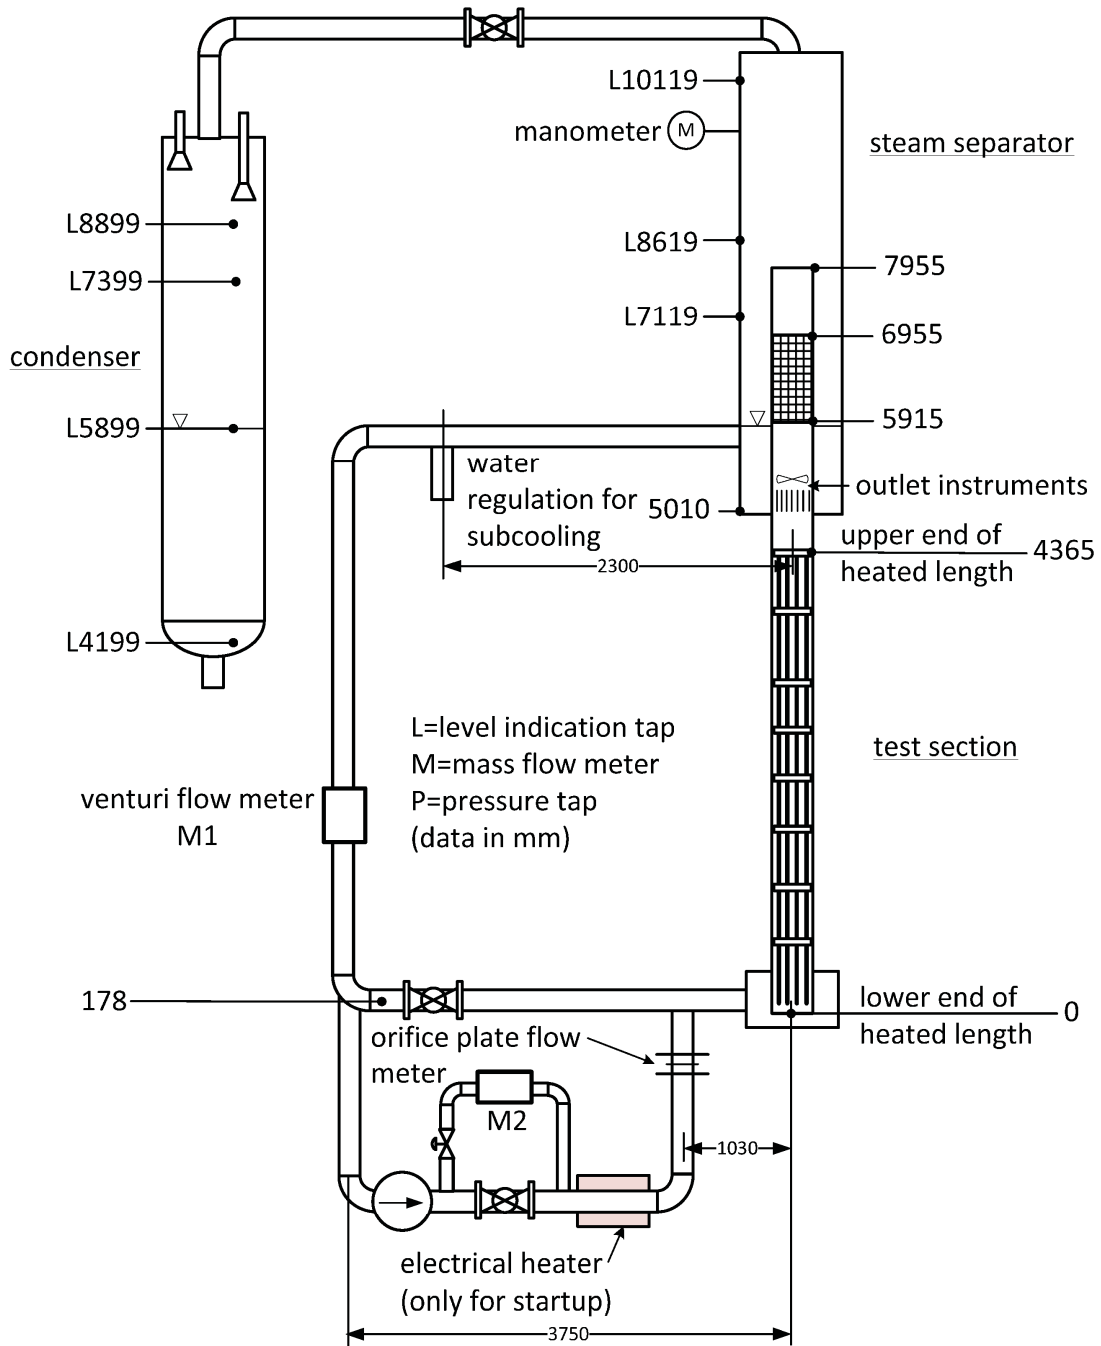 L10119
manometer
M
steam separator
L8899
L8619
7955
L7399
L7119
6955
condenser
L5899
5915
water
regulation for
subcooling
outlet instruments
5010
upper end of
heated length
4365
2300
L4199
L=level indication tap
M=mass flow meter
P=pressure tap
(data in mm)
test section
venturi flow meter
M1
178
lower end of
heated length
0
orifice plate flow
meter
M2
1030
electrical heater
(only for startup)
3750